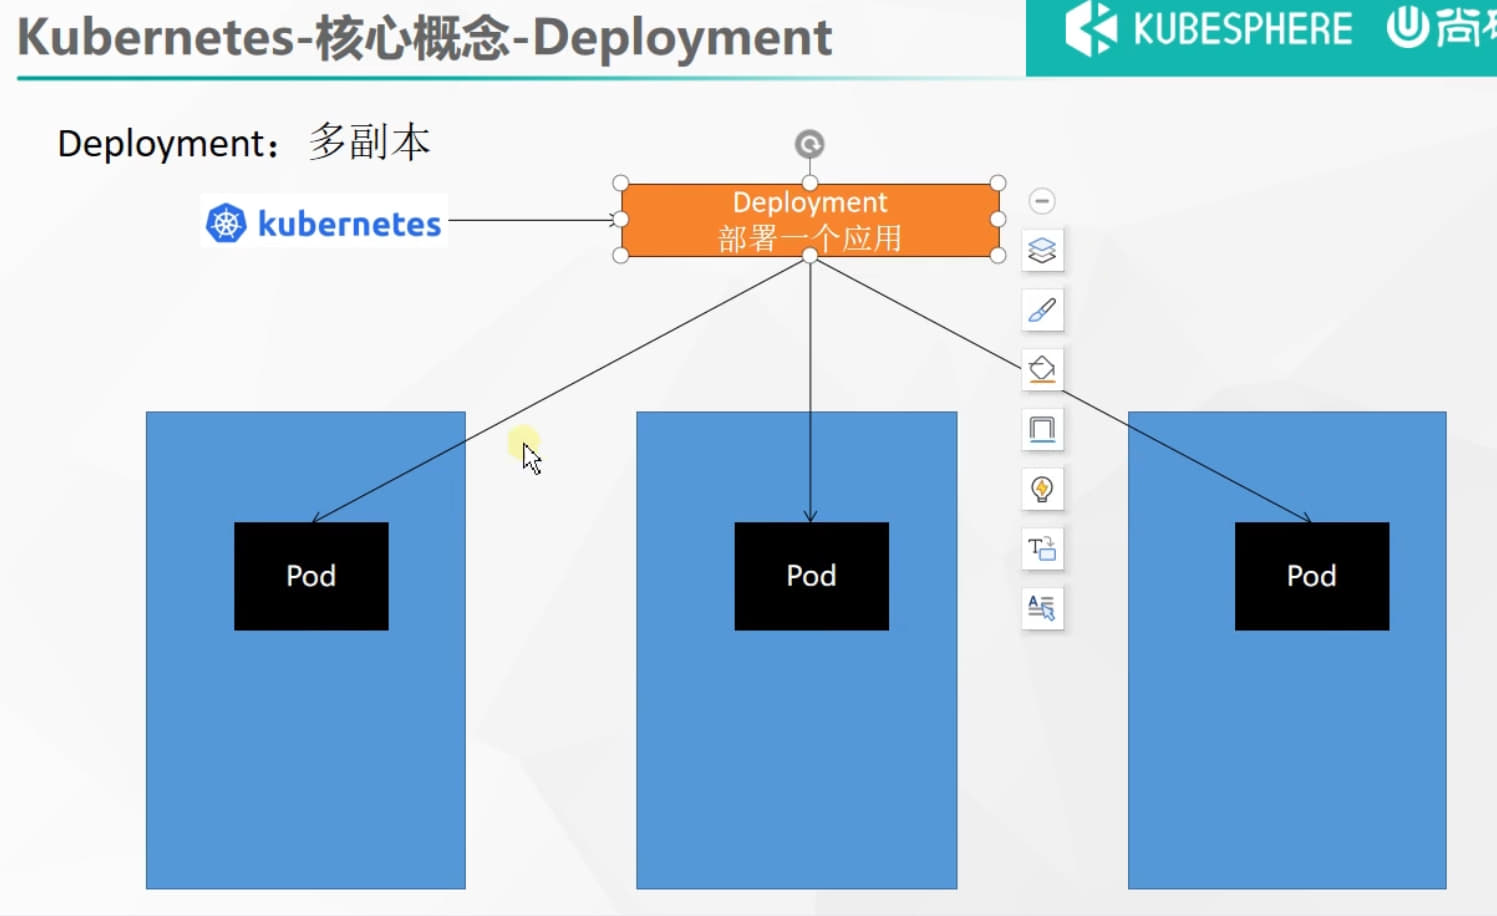 Kubernetes-核心概念-Deployment
KUBESPHERE
尚
Deployment： 多副本
kubernetes
Deployment
部署一个应用
Pod
Pod
Pod